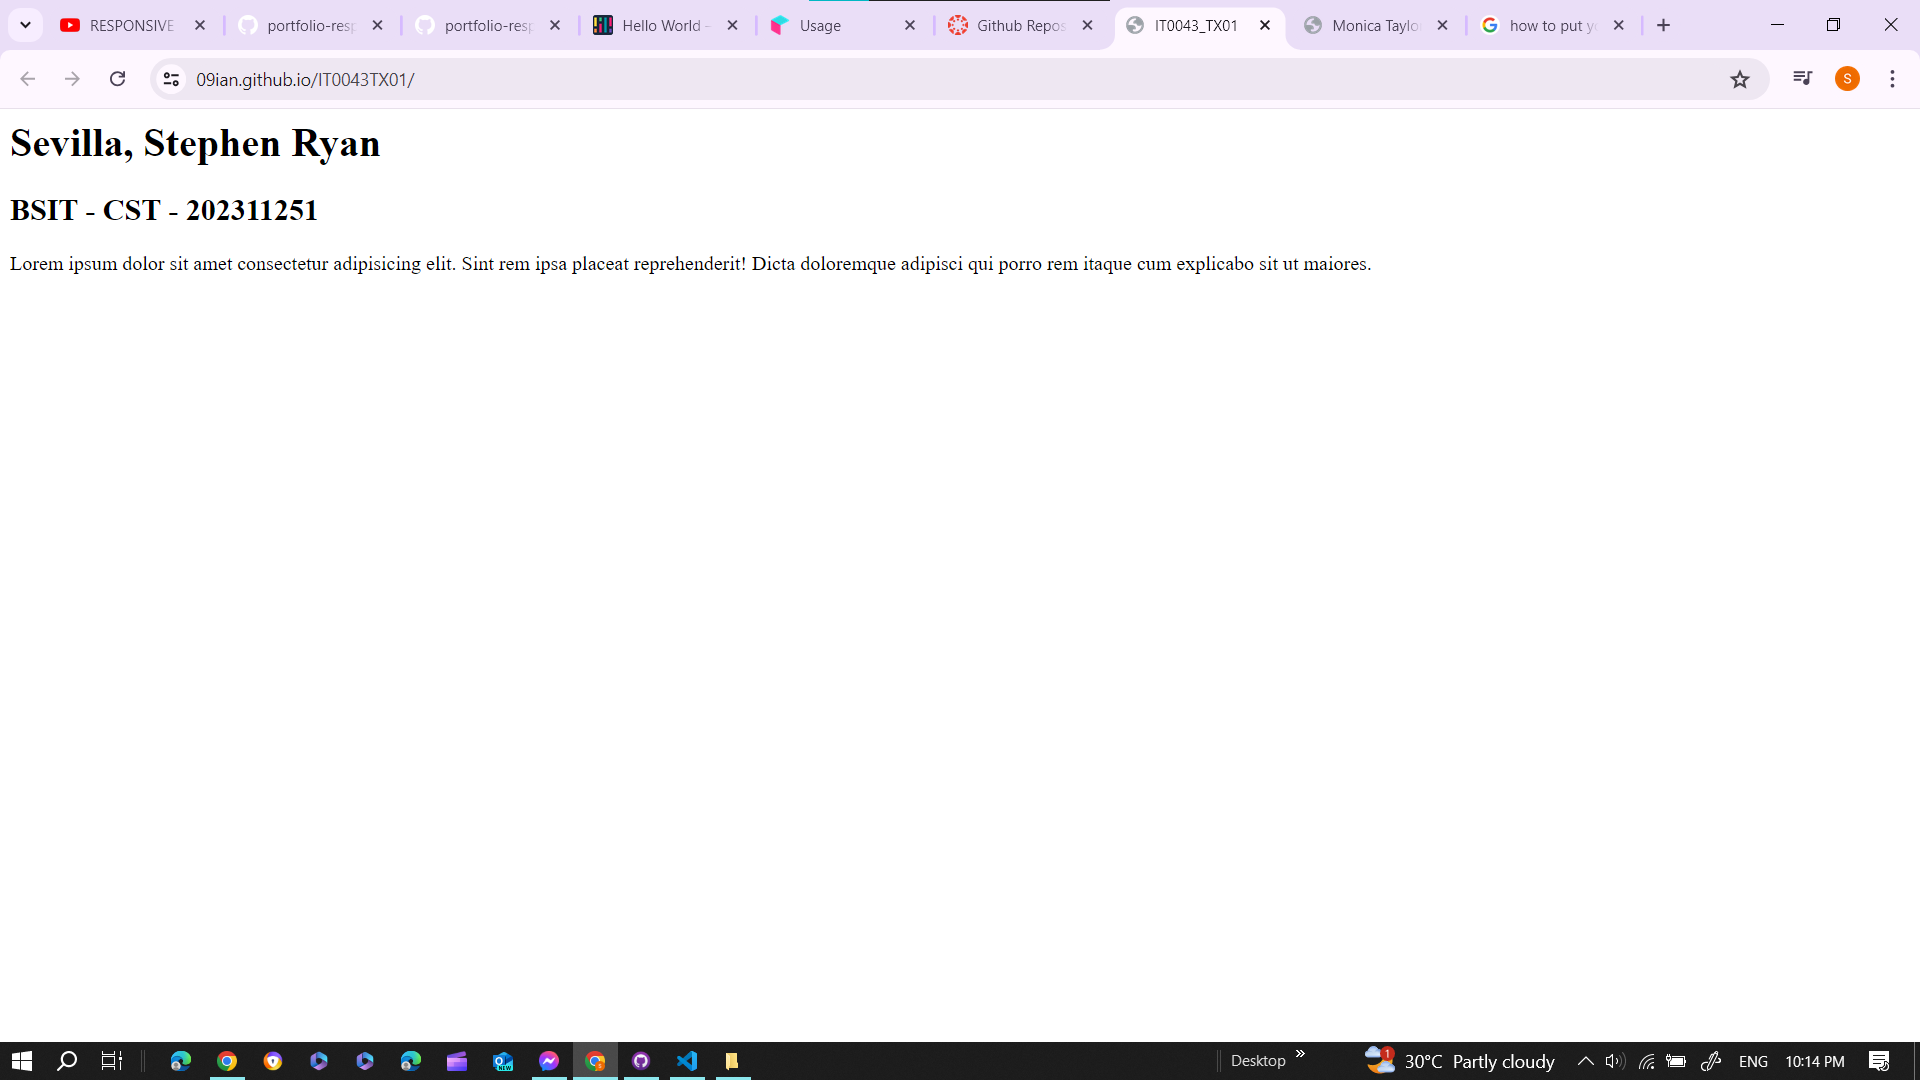 RESPONSIVE
portfolio-resp
portfolio-resp
Hello World -
Usage
Github Repos
IT0043_TX01
Monica Taylo
how to put yo
09ian.github.io/IT0043TX01/
S
Sevilla, Stephen Ryan
BSIT - CST - 202311251
Lorem ipsum dolor sit amet consectetur adipisicing elit. Sint rem ipsa placeat reprehenderit! Dicta doloremque adipisci qui porro rem itaque cum explicabo sit ut maiores.
NEW
Desktop
1
30°C Partly cloudy
ENG
10:14 PM